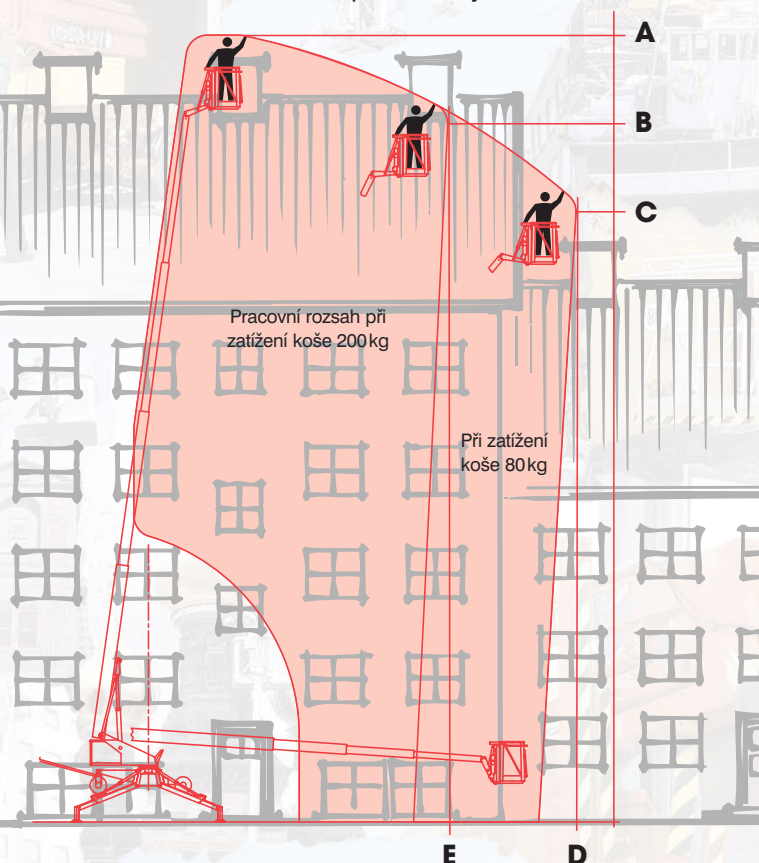 A
B
C
Pracovní rozsah při
zatížení koše 200 kg
Při zatížení
koše 80 kg
E
D